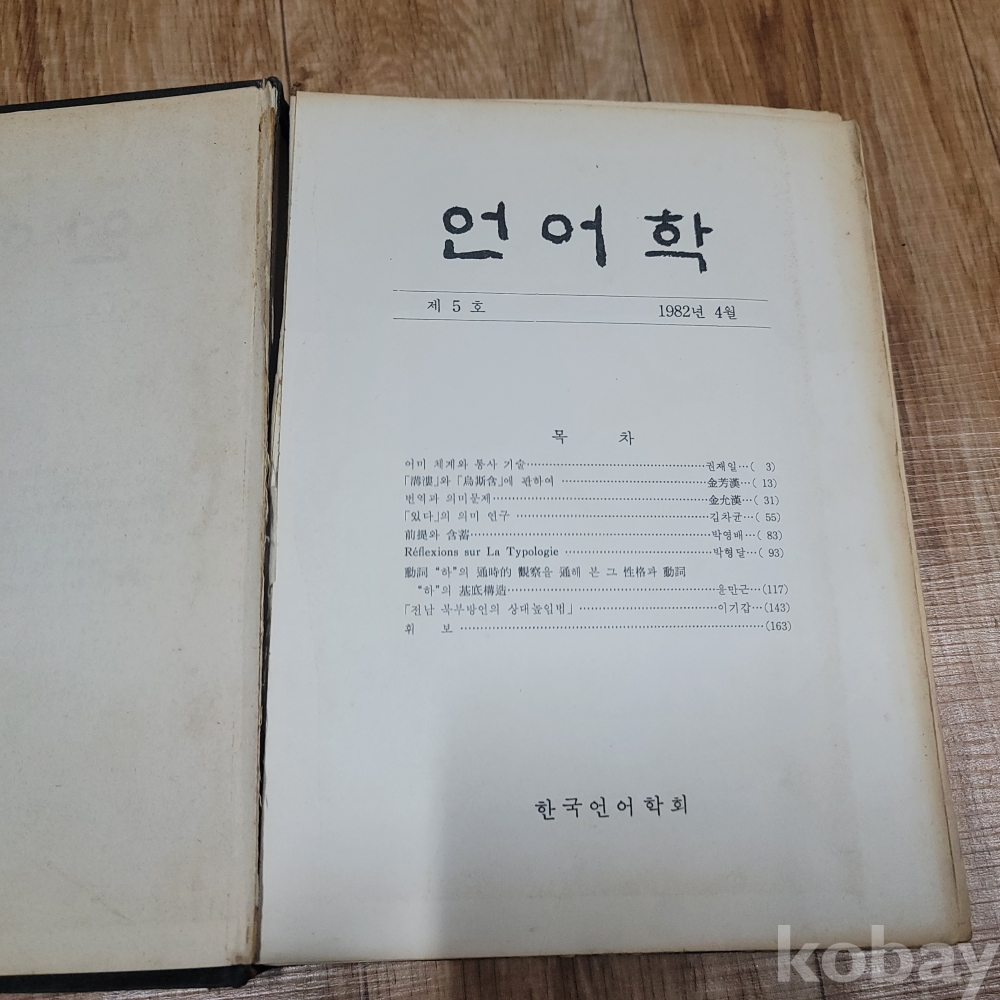 언어학
제 5 호 1982년 4월
목 차
어미 체계와 통사 기술 ········ 권재일 ···( 3)
「溝漊」와 「烏斯含」에 관하여 ········ 金芳漢 ···( 13)
번역과 의미문제 ········ 金允漢 ···( 31)
「있다」의 의미 연구 ········ 김차균 ···( 55)
前提와 含蓄 ········ 박영배 ···( 83)
Réflexions sur La Typologie ········ 박형달 ···( 93)
動詞 “하”의 通時的 觀察을 通해 본 그 性格과 動詞
“하”의 基底構造 ········ 윤만근 ···(117)
「전남 북부방언의 상대높임법」 ········ 이기갑 ···(143)
휘 보 ········ (163)
한국언어학회
kobay